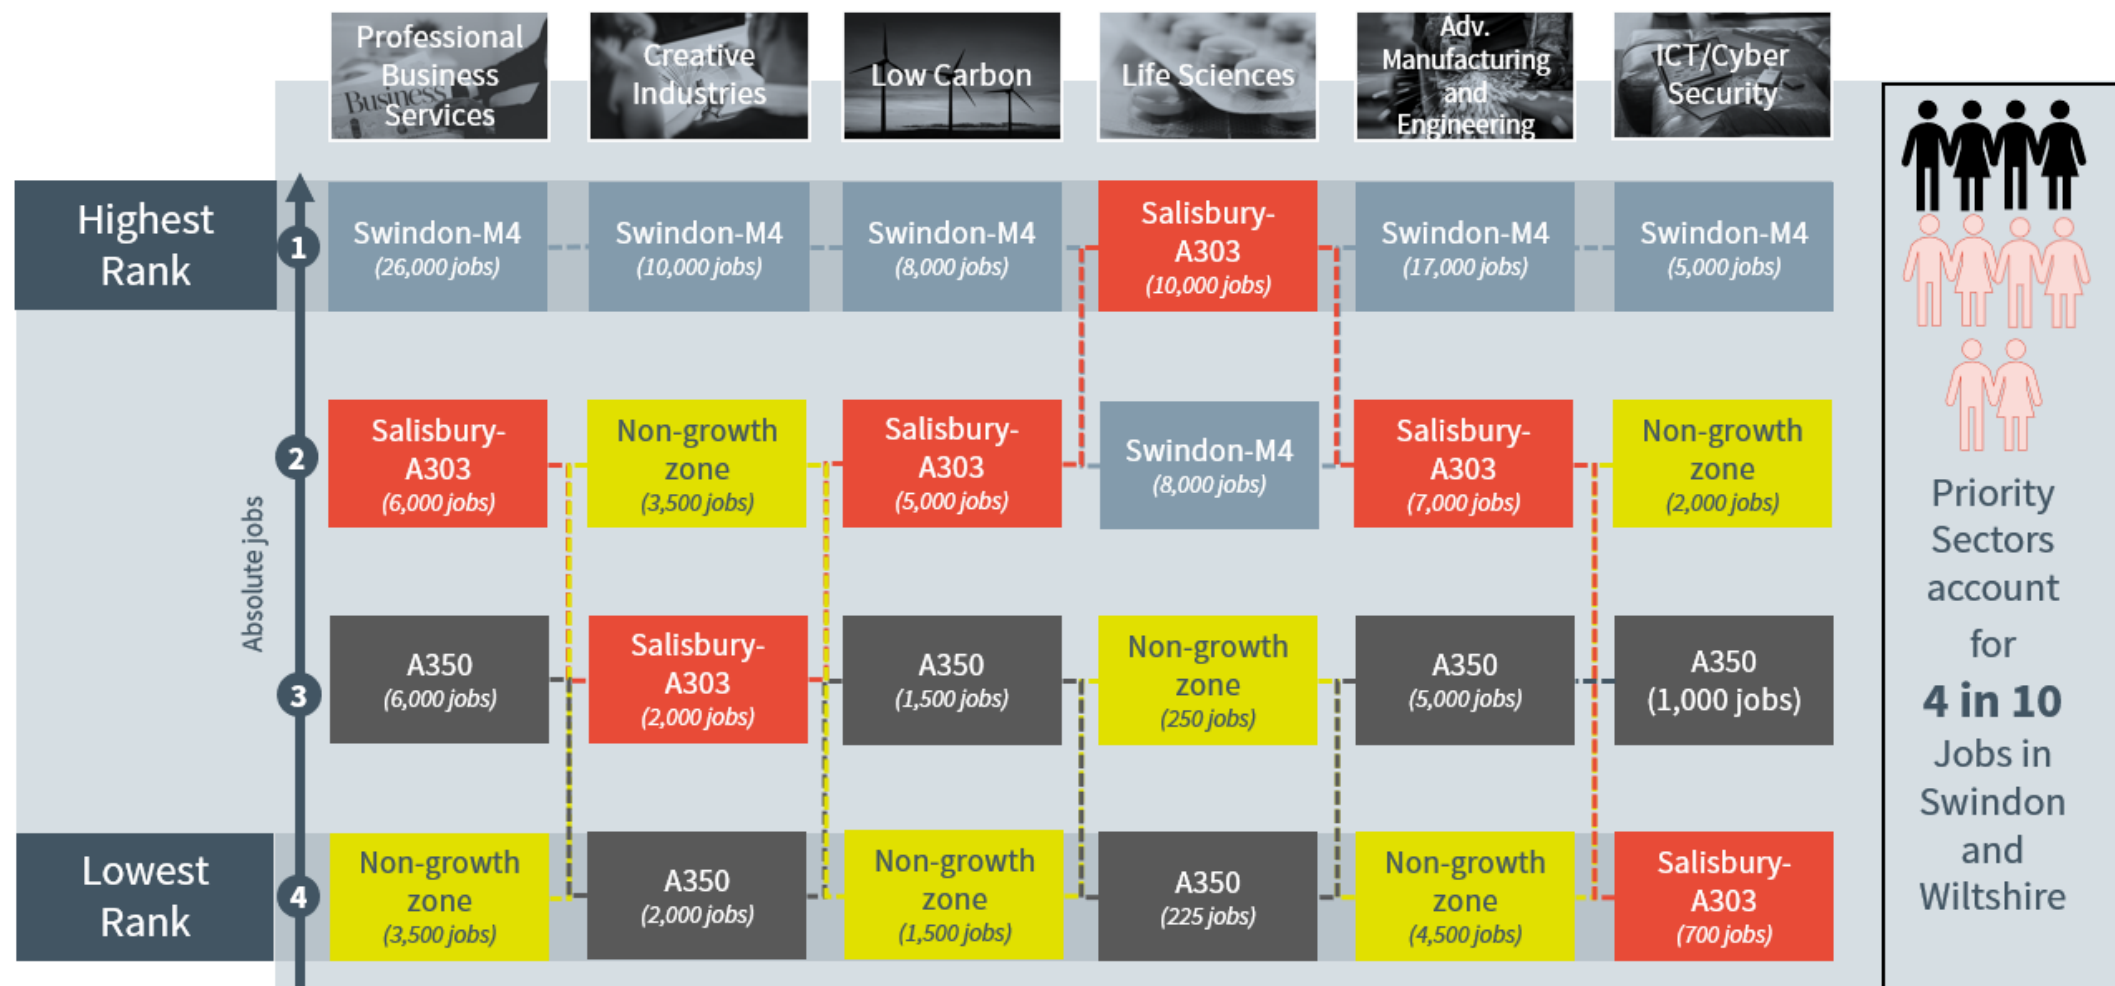 Professional
Business
Services
Business
Creative
Industries
Low Carbon
Life Sciences
Adv.
Manufacturing
and
Engineering
ICT/Cyber
Security
Highest
Rank
1
Swindon-M4
(26,000 jobs)
Swindon-M4
(10,000 jobs)
Swindon-M4
(8,000 jobs)
Salisbury-
A303
(10,000 jobs)
Swindon-M4
(17,000 jobs)
Swindon-M4
(5,000 jobs)
2
Salisbury-
A303
(6,000 jobs)
Non-growth
zone
(3,500 jobs)
Salisbury-
A303
(5,000 jobs)
Swindon-M4
(8,000 jobs)
Salisbury-
A303
(7,000 jobs)
Non-growth
zone
(2,000 jobs)
Absolute jobs
3
A350
(6,000 jobs)
Salisbury-
A303
(2,000 jobs)
A350
(1,500 jobs)
Non-growth
zone
(250 jobs)
A350
(5,000 jobs)
A350
(1,000 jobs)
Lowest
Rank
4
Non-growth
zone
(3,500 jobs)
A350
(2,000 jobs)
Non-growth
zone
(1,500 jobs)
A350
(225 jobs)
Non-growth
zone
(4,500 jobs)
Salisbury-
A303
(700 jobs)
Priority
Sectors
account
for
4 in 10
Jobs in
Swindon
and
Wiltshire